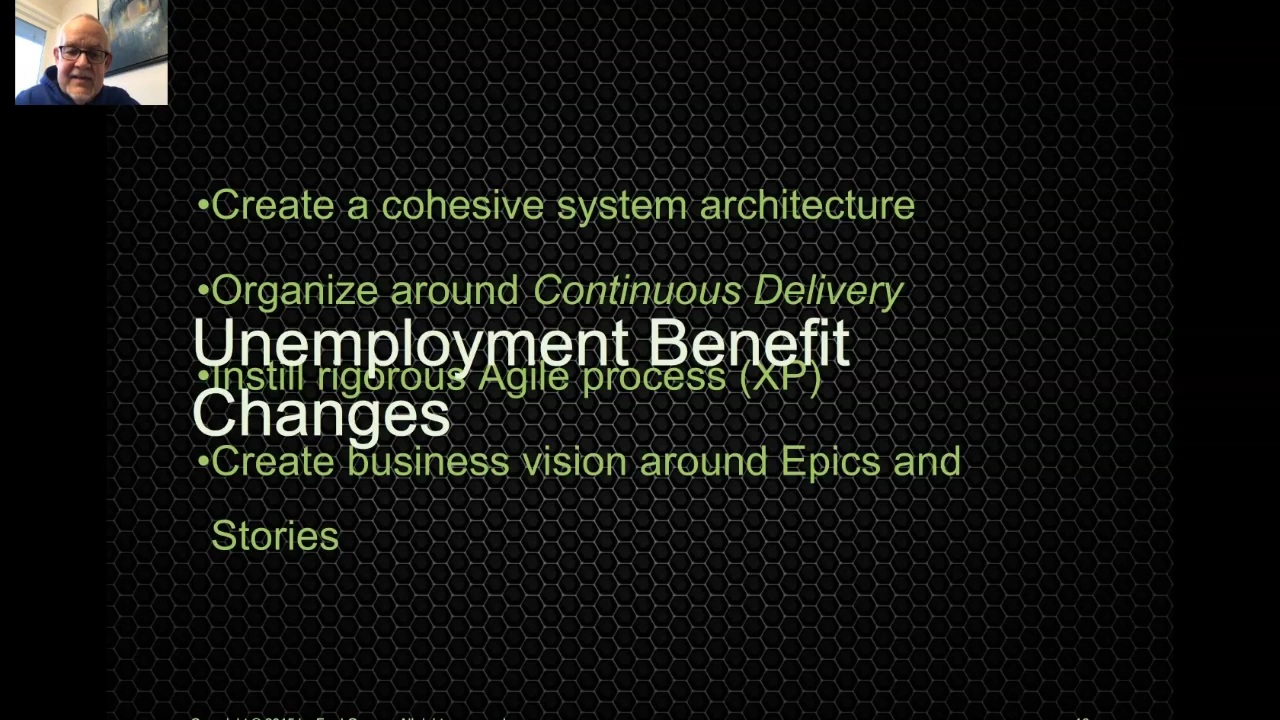 •Create a cohesive system architecture
•Organize around Continuous Delivery
Unemployment Benefit
•Instill rigorous Agile process (XP)
Changes
•Create business vision around Epics and
Stories